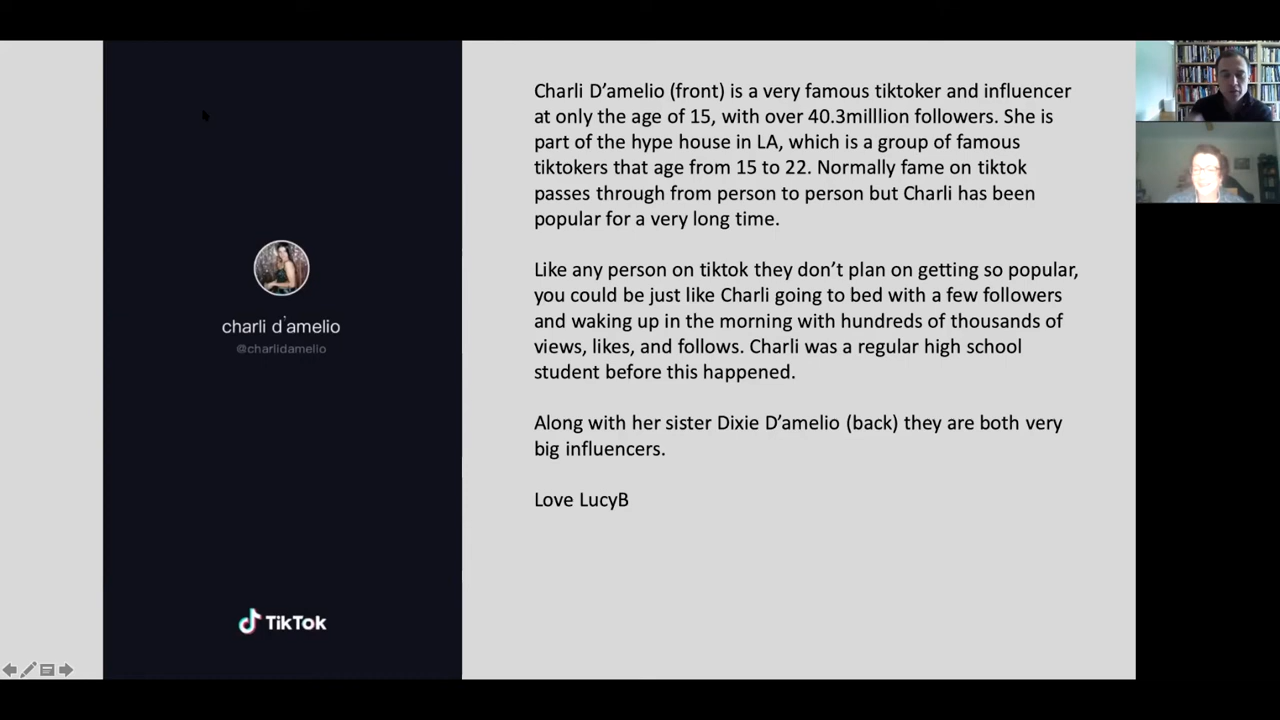 charli d'amelio
@charlidamelio
TikTok
Charli D’amelio (front) is a very famous tiktoker and influencer
at only the age of 15, with over 40.3milllion followers. She is
part of the hype house in LA, which is a group of famous
tiktokers that age from 15 to 22. Normally fame on tiktok
passes through from person to person but Charli has been
popular for a very long time.
Like any person on tiktok they don’t plan on getting so popular,
you could be just like Charli going to bed with a few followers
and waking up in the morning with hundreds of thousands of
views, likes, and follows. Charli was a regular high school
student before this happened.
Along with her sister Dixie D’amelio (back) they are both very
big influencers.
Love LucyB